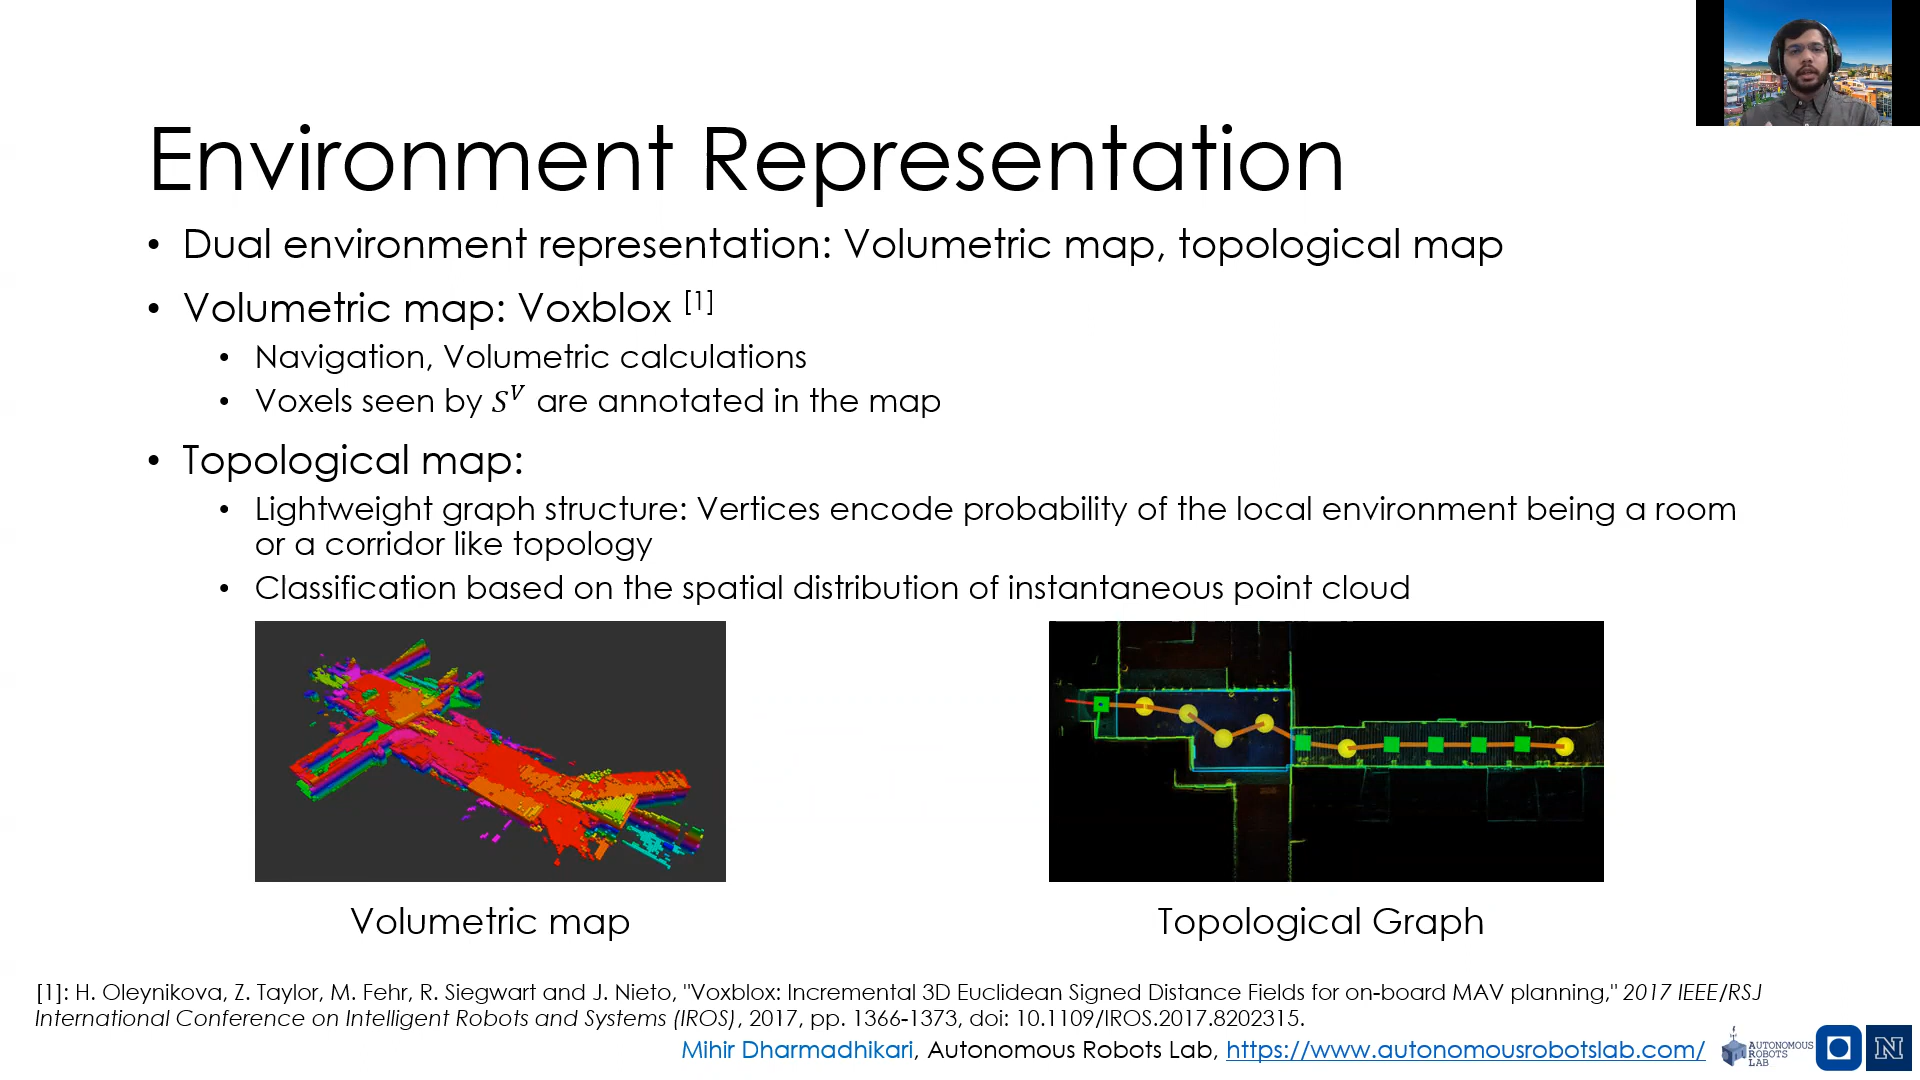 Environment Representation
• Dual environment representation: Volumetric map, topological map
• Volumetric map: Voxblox [1]
• Navigation, Volumetric calculations
• Voxels seen by S^V are annotated in the map
• Topological map:
• Lightweight graph structure: Vertices encode probability of the local environment being a room
or a corridor like topology
• Classification based on the spatial distribution of instantaneous point cloud
Volumetric map
Topological Graph
[1]: H. Oleynikova, Z. Taylor, M. Fehr, R. Siegwart and J. Nieto, "Voxblox: Incremental 3D Euclidean Signed Distance Fields for on-board MAV planning," 2017 IEEE/RSJ
International Conference on Intelligent Robots and Systems (IROS), 2017, pp. 1366-1373, doi: 10.1109/IROS.2017.8202315.
Mihir Dharmadhikari, Autonomous Robots Lab, https://www.autonomousrobotslab.com/
AUTONOMOUS
ROBOTS
LAB
N